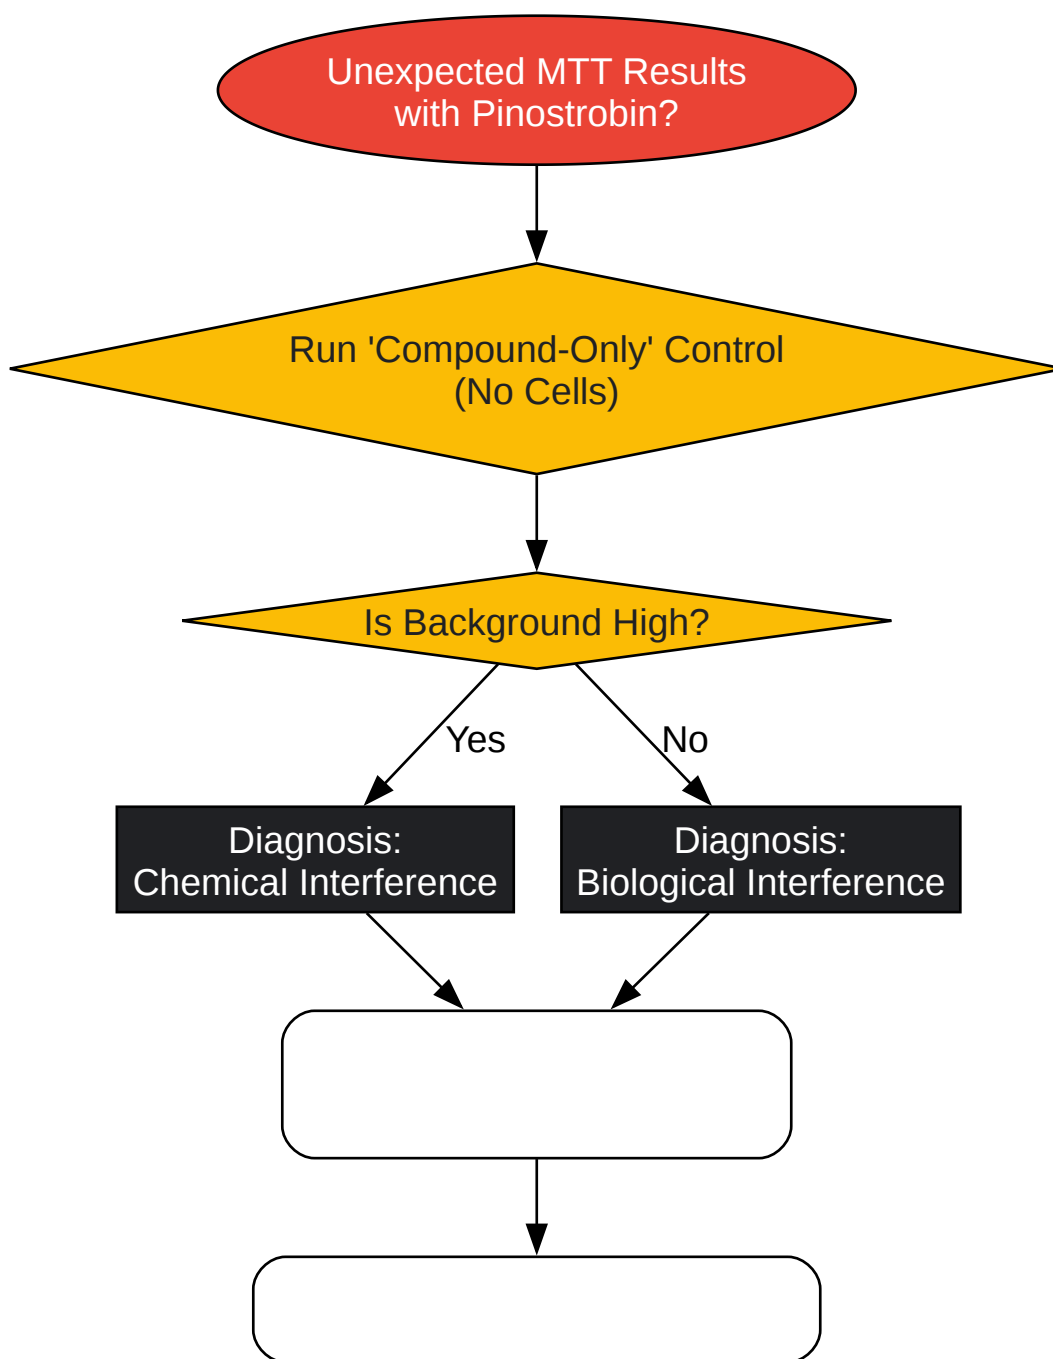 Unexpected MTT Results
with Pinostrobin?
Run 'Compound-Only' Control
(No Cells)
Is Background High?
Yes
No
Diagnosis:
Chemical Interference
Diagnosis:
Biological Interference